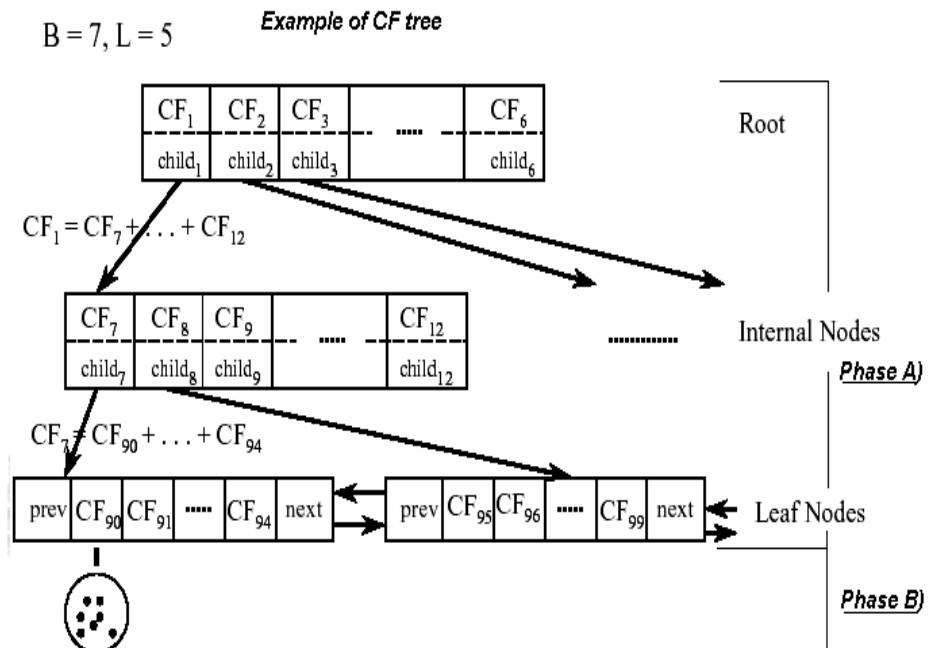 Example of CF tree
B = 7, L = 5
CF1 CF2 CF3 ..... CF6
child1 child2 child3 child6
Root
CF1 = CF7 + . . . + CF12
CF7 CF8 CF9 ..... CF12
child7 child8 child9 child12
.............
Internal Nodes
Phase A)
CF7 = CF90 + . . . + CF94
prev CF90 CF91 ..... CF94 next
prev CF95 CF96 ..... CF99 next
Leaf Nodes
Phase B)